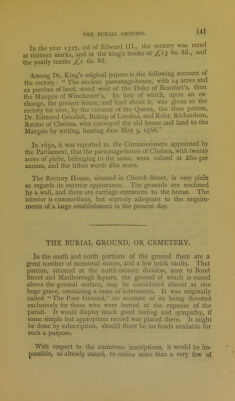 THE BURIAL GROUND. 141
In the year 1327, 1st of Edward III., the rectory was rated
at thirteen marks, and in the king's books at £13 6s. 8d., and
the yearly tenths £1 6s. 8d.
Among Dr. King's original papers is the following account of
the rectory: " The ancient parsonage-house, with 14 acres and
22 perches of land, stood west of the Duke of Beaufort's, then
the Marquis of Winchester's. In lieu of which, upon an ex-
change, the present house, and land about it, was given to the
rectory for ever, by the consent of the Queen, the then patron,
Dr. Edmund Grindall, Bishop of London, and Robt. Richardson,
Rector of Chelsea, who conveyed the old house and land to the
Marquis by writing, bearing date May 3, 1566."
In 1650, it was reported to the Commissioners appointed by
the Parliament, that the parsonage-house of Chelsea, with twenty
acres of glebe, belonging to the same, were valued at £60 per
annum, and the tithes worth £60 more.
The Rectory House, situated in Church Street, is very plain
as regards its exterior appearance. The grounds are enclosed
by a wall, and there are carriage entrances to the house. The
interior is commodious, but scarcely adequate to the require-
ments of a large establishment in the present day.
THE BURIAL GROUND, OR CEMETERY.
In the south and north portions of the ground there are a
great number of memorial stones, and a few brick vaults. That
portion, situated at the north-eastern division, near to Bond
Street and Marlborough Square, the ground of which is raised
above the general surface, may be considered almost as one
huge grave, containing a mass of interments. It was originally
called " The Poor Ground," on account of its being devoted
exclusively for those who were buried at the expense of the
parish. It would display much good feeling and sympathy, if
some simple but appropriate record was placed there. It might
be done by subscription, should there be no funds available for
such a purpose.
With respect to the numerous inscriptions, it would be im-
possible, as already stated, to notice more than a very few of